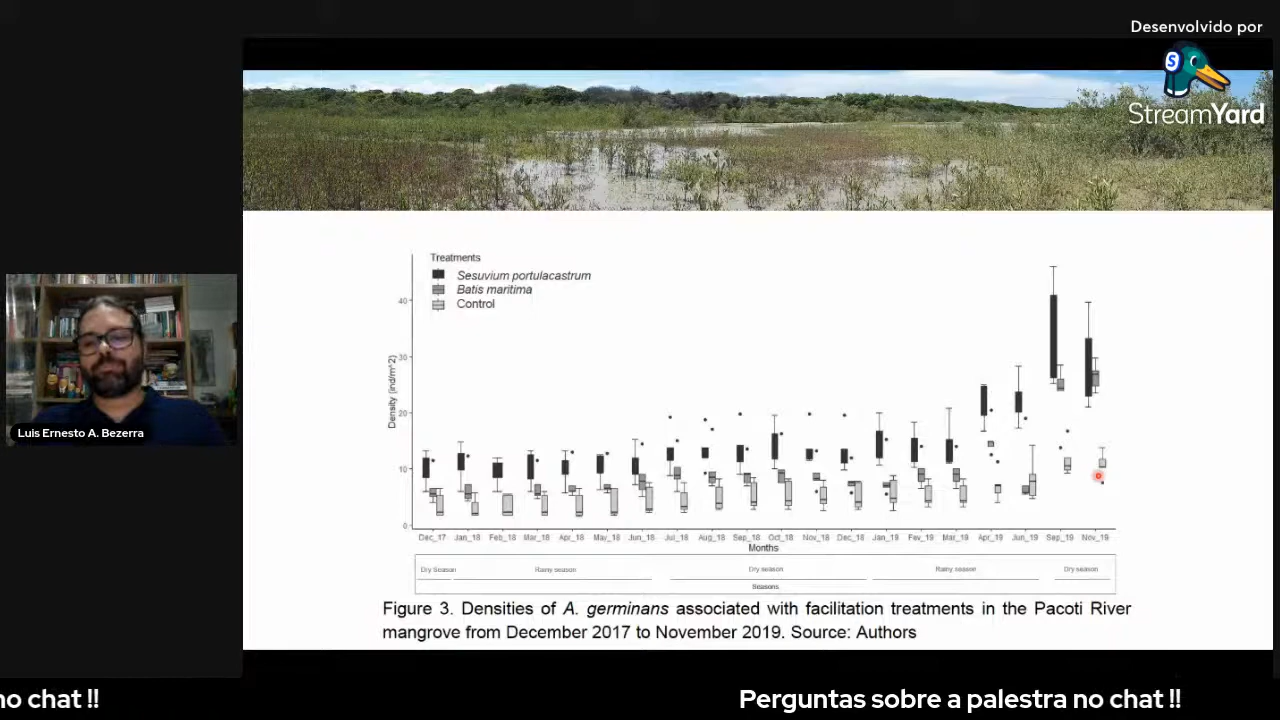 Desenvolvido por
StreamYard
Treatments
Sesuvium portulacastrum
Batis maritima
Control
Density (ind/m^2)
40
30
20
10
0
Dec_17 Jan_18 Feb_18 Mar_18 Apr_18 May_18 Jun_18 Jul_18 Aug_18 Sep_18 Oct_18 Nov_18 Dec_18 Jan_19 Fev_19 Mar_19 Apr_19 Jun_19 Sep_19 Nov_19
Months
Dry Season Rainy season Dry season Rainy season Dry season
Seasons
Figure 3. Densities of A. germinans associated with facilitation treatments in the Pacoti River
mangrove from December 2017 to November 2019. Source: Authors
Luis Ernesto A. Bezerra
no chat !! Perguntas sobre a palestra no chat !!